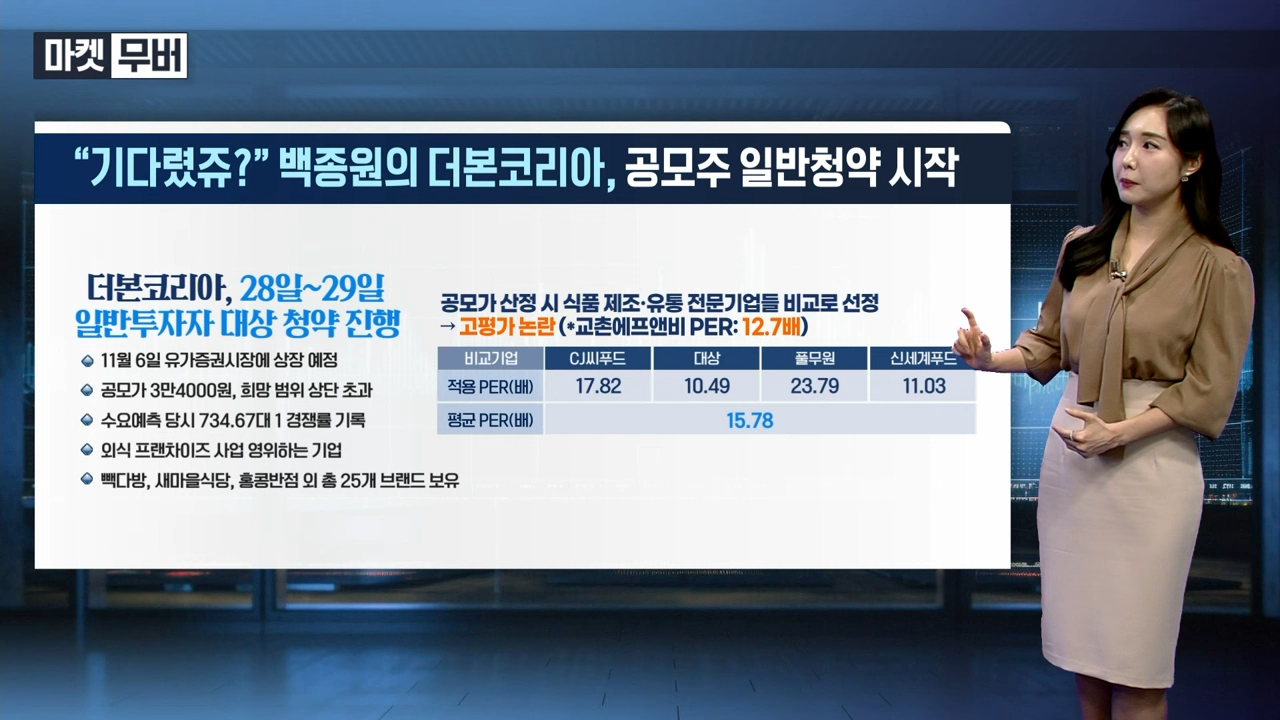 마켓무버
“기다렸쥬?” 백종원의 더본코리아, 공모주 일반청약 시작
더본코리아, 28일~29일
일반투자자 대상 청약 진행
11월 6일 유가증권시장에 상장 예정
공모가 3만4000원, 희망 범위 상단 초과
수요예측 당시 734.67대 1 경쟁률 기록
외식 프랜차이즈 사업 영위하는 기업
빽다방, 새마을식당, 홍콩반점 외 총 25개 브랜드 보유
공모가 산정 시 식품 제조·유통 전문기업들 비교로 선정
→ 고평가 논란 (*교촌에프앤비 PER: 12.7배)
비교기업 CJ씨푸드 대상 풀무원 신세계푸드
적용 PER(배) 17.82 10.49 23.79 11.03
평균 PER(배) 15.78